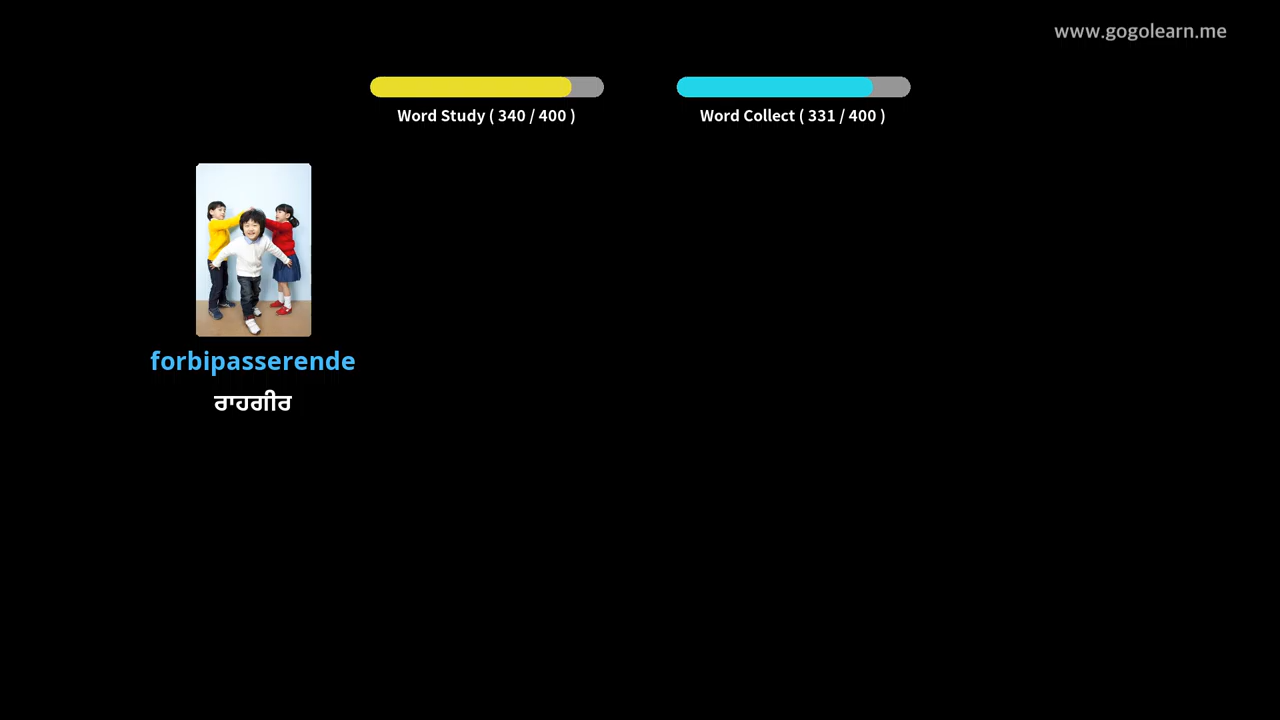 www.gogolearn.me
Word Study ( 340 / 400 )
Word Collect ( 331 / 400 )
forbipasserende
ਰਾਹਗੀਰ